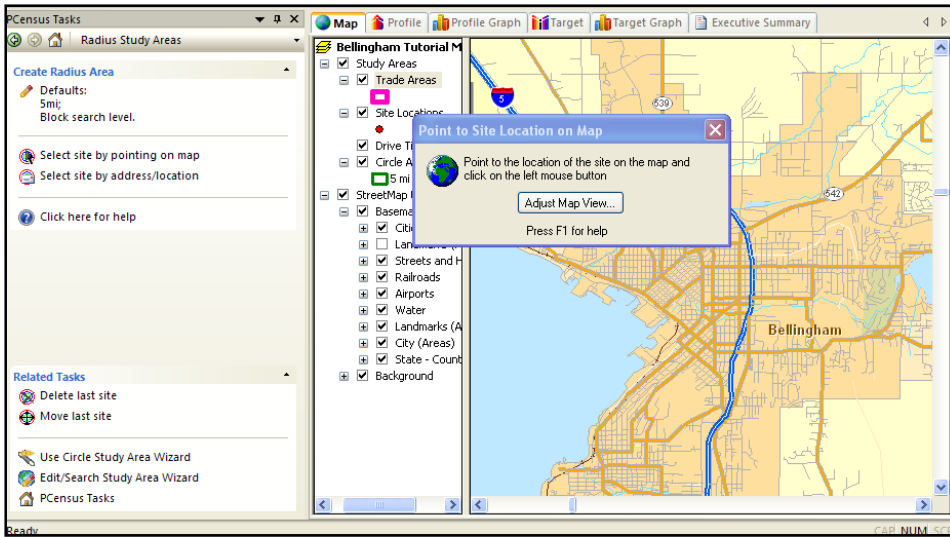 PCensus Tasks
Radius Study Areas
Create Radius Area
Defaults:
5mi;
Block search level.
Select site by pointing on map
Select site by address/location
Click here for help
Related Tasks
Delete last site
Move last site
Use Circle Study Area Wizard
Edit/Search Study Area Wizard
PCensus Tasks
Ready
Map
Profile
Profile Graph
Target
Target Graph
Executive Summary
Bellingham Tutorial M
Study Areas
Trade Areas
Site Locations
Drive Ti
Circle A
5 mi
StreetMap
Basema
Citi
Landmarks (
Streets and H
Railroads
Airports
Water
Landmarks (A
City (Areas)
State - Count
Background
Point to Site Location on Map
Point to the location of the site on the map and
click on the left mouse button
Adjust Map View...
Press F1 for help
5
539
542
Bellingham
CAP NUM SCR